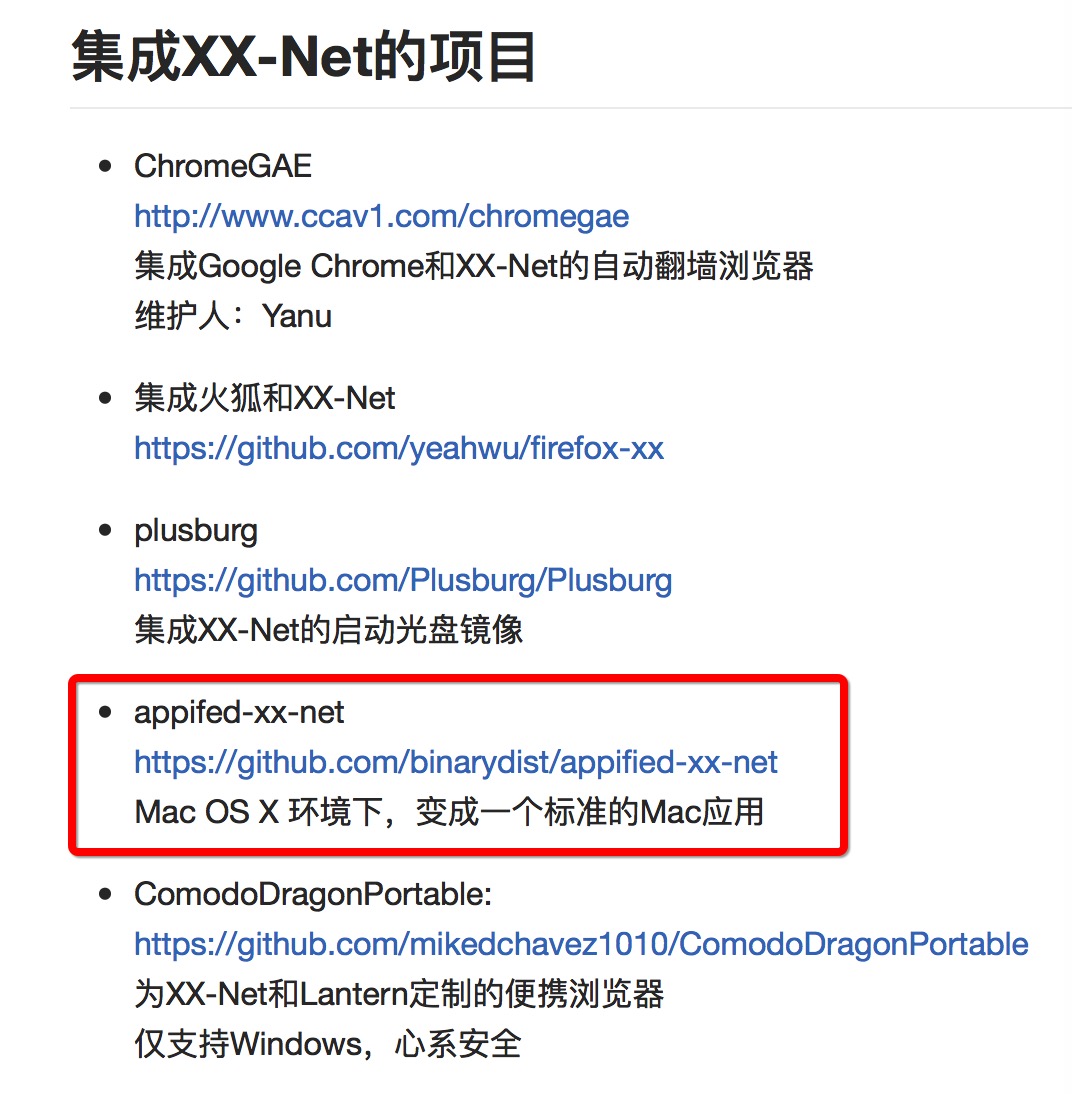 集成XX-Net的项目
ChromeGAE
http://www.ccav1.com/chromegae
集成Google Chrome和XX-Net的自动翻墙浏览器
维护人：Yanu
集成火狐和XX-Net
https://github.com/yeahwu/firefox-xx
plusburg
https://github.com/Plusburg/Plusburg
集成XX-Net的启动光盘镜像
appifed-xx-net
https://github.com/binarydist/appified-xx-net
Mac OS X 环境下，变成一个标准的Mac应用
ComodoDragonPortable:
https://github.com/mikedchavez1010/ComodoDragonPortable
为XX-Net和Lantern定制的便携浏览器
仅支持Windows，心系安全